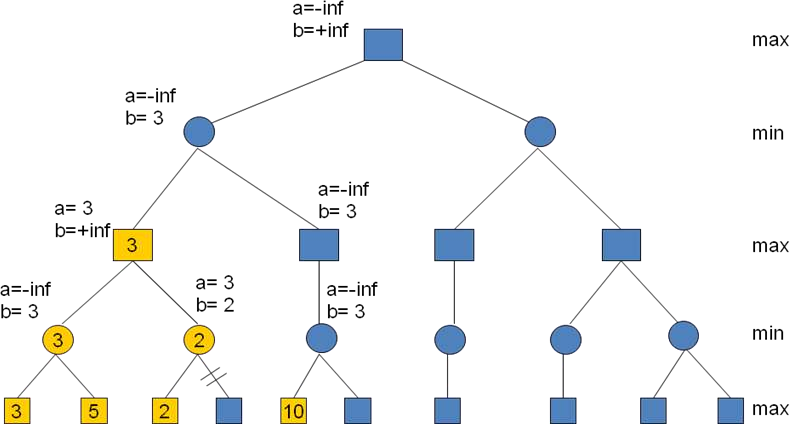 a=-inf
b=+inf
max
a=-inf
b= 3
min
a=-inf
b= 3
a= 3
b=+inf
3
max
a=-inf
b= 3
a= 3
b= 2
a=-inf
b= 3
3
2
min
3
5
2
10
max